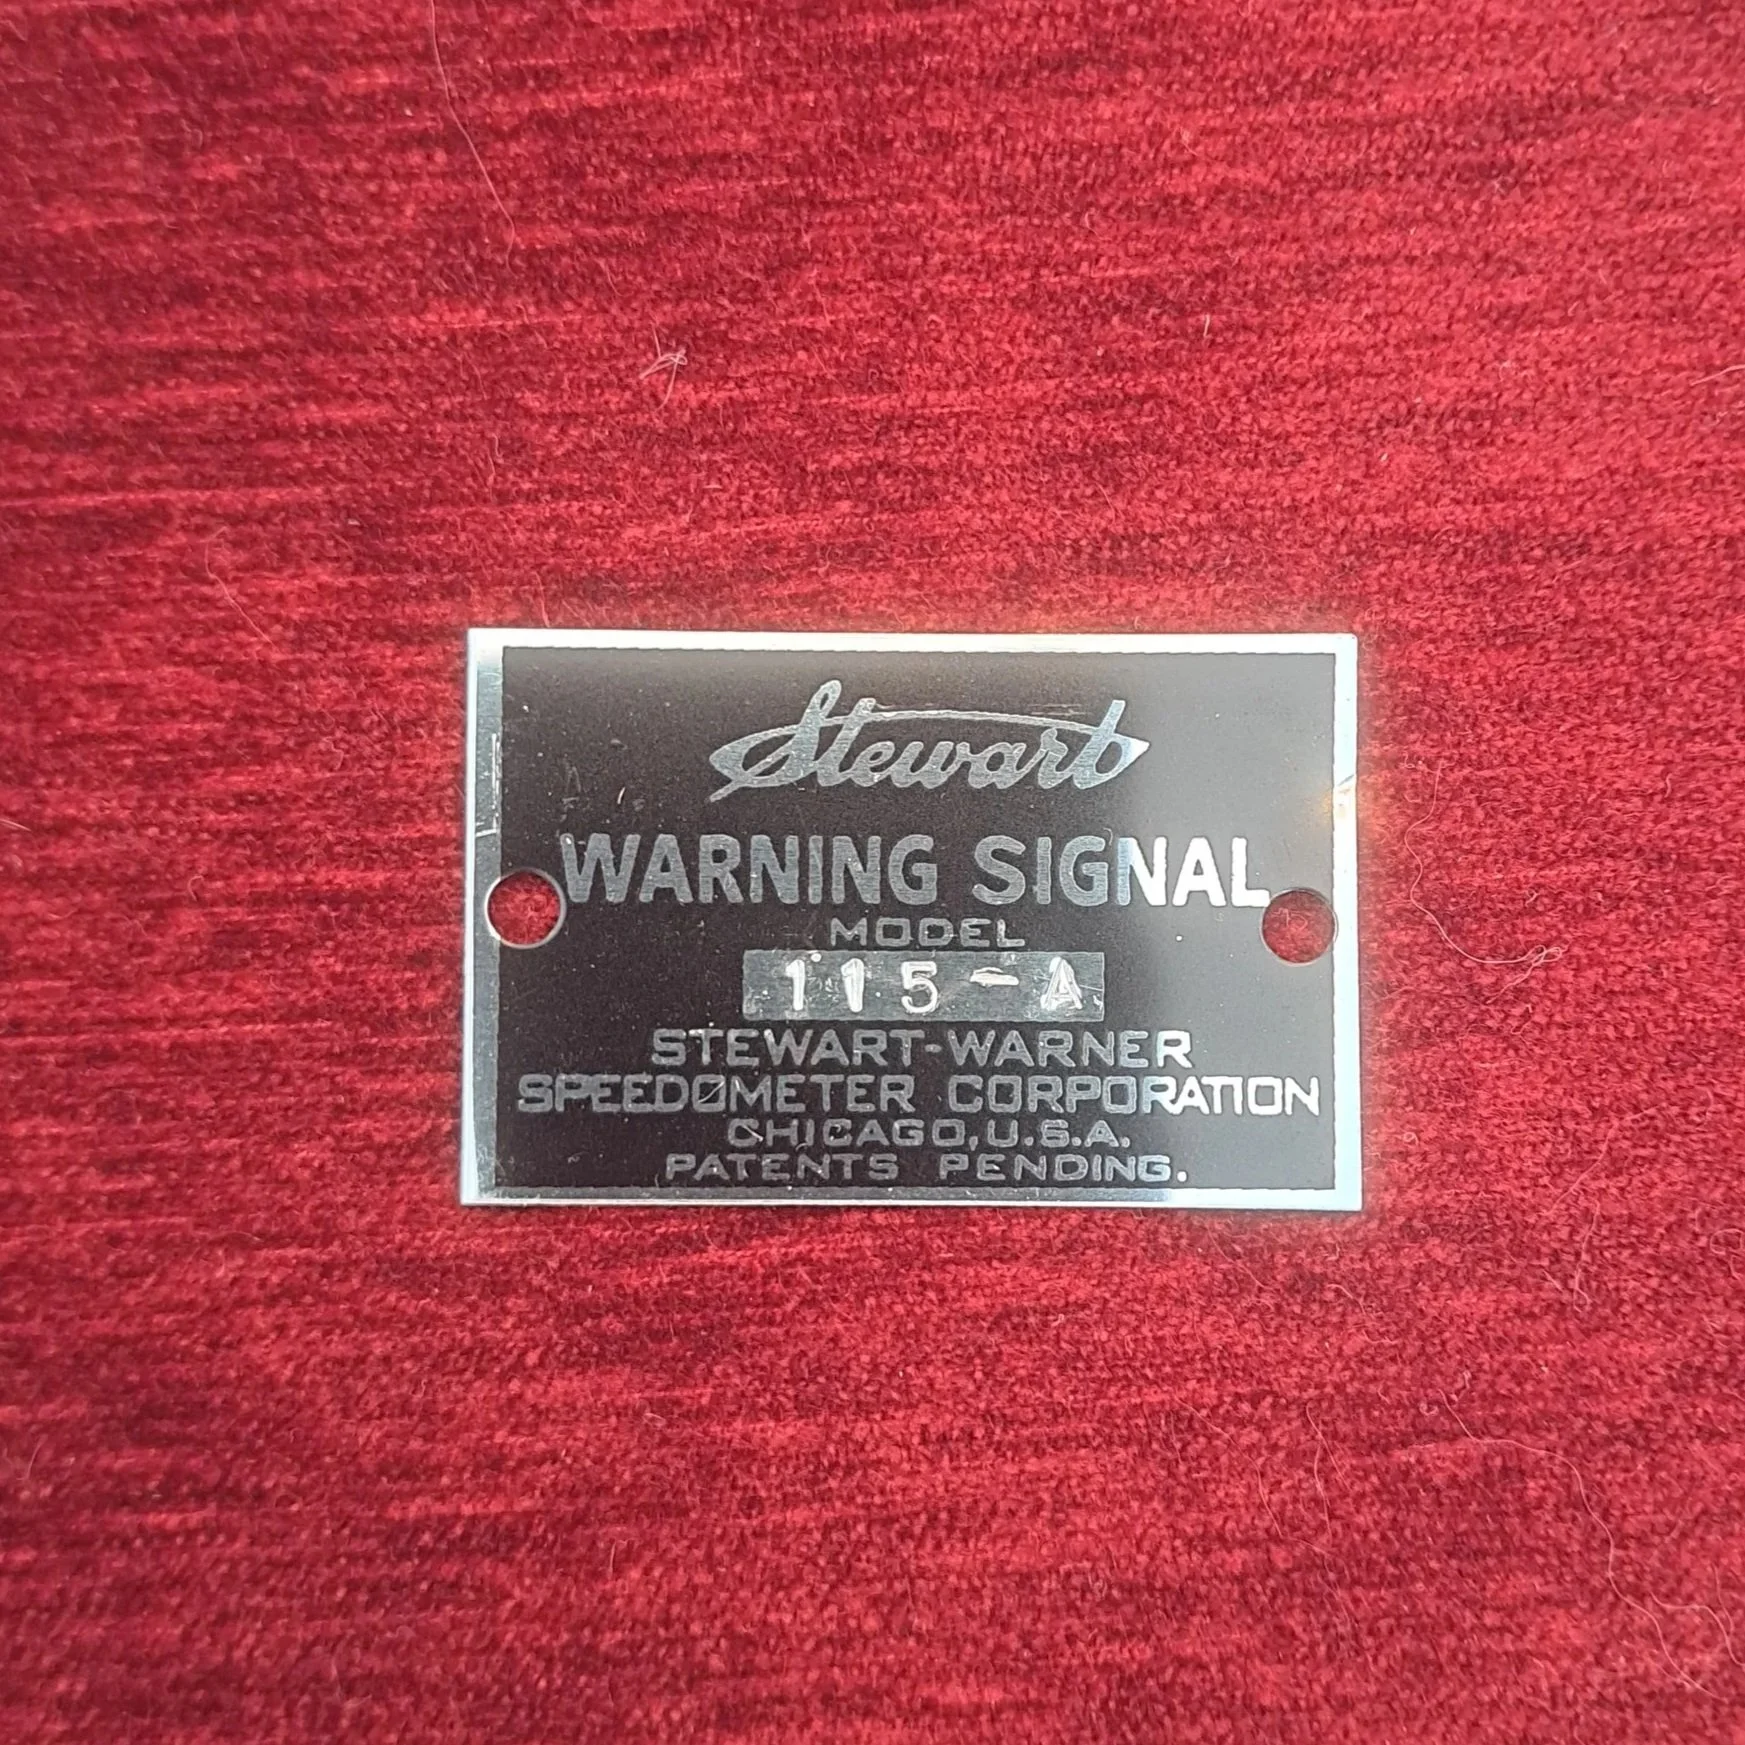 Stewart
WARNING SIGNAL
MODEL
115-A
STEWART-WARNER
SPEEDOMETER CORPORATION
CHICAGO, U.S.A.
PATENTS PENDING.